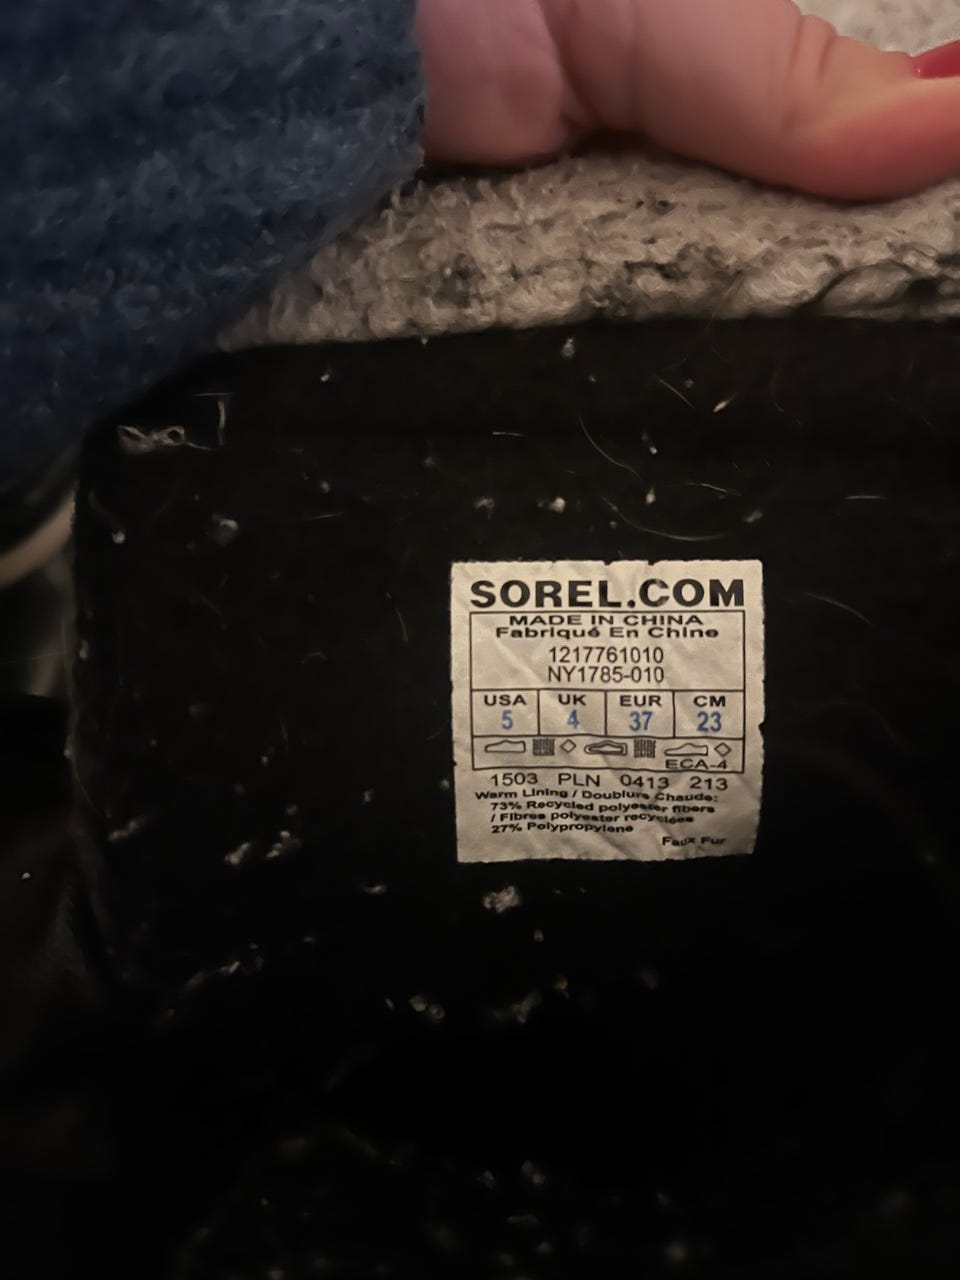 SOREL.COM
MADE IN CHINA
Fabriqué En Chine
1217761010
NY1785-010
USA UK EUR CM
5 4 37 23
ECA-4
1503 PLN 0413 213
Warm Lining / Doublure Chaude:
73% Recycled polyester fibers
/ Fibres polyester recyclées
27% Polypropylene
Faux Fur